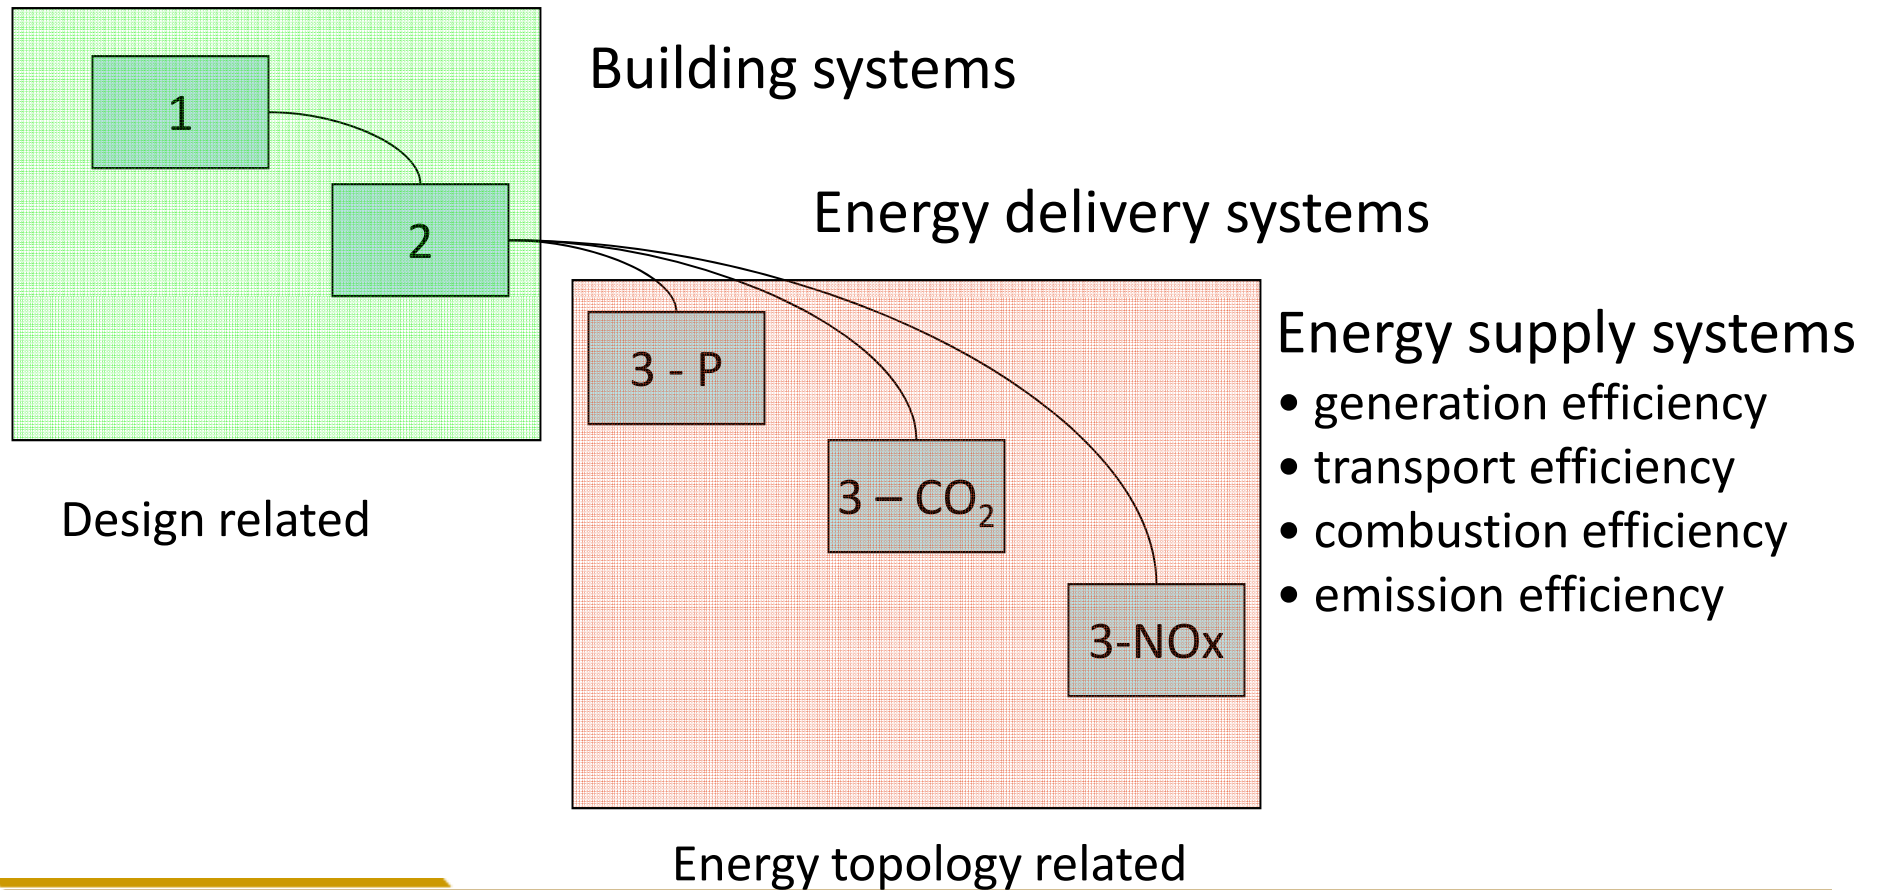 1
Building systems
2
Energy delivery systems
3 - P
3 – CO₂
3-NOx
Energy supply systems
• generation efficiency
• transport efficiency
• combustion efficiency
• emission efficiency
Design related
Energy topology related